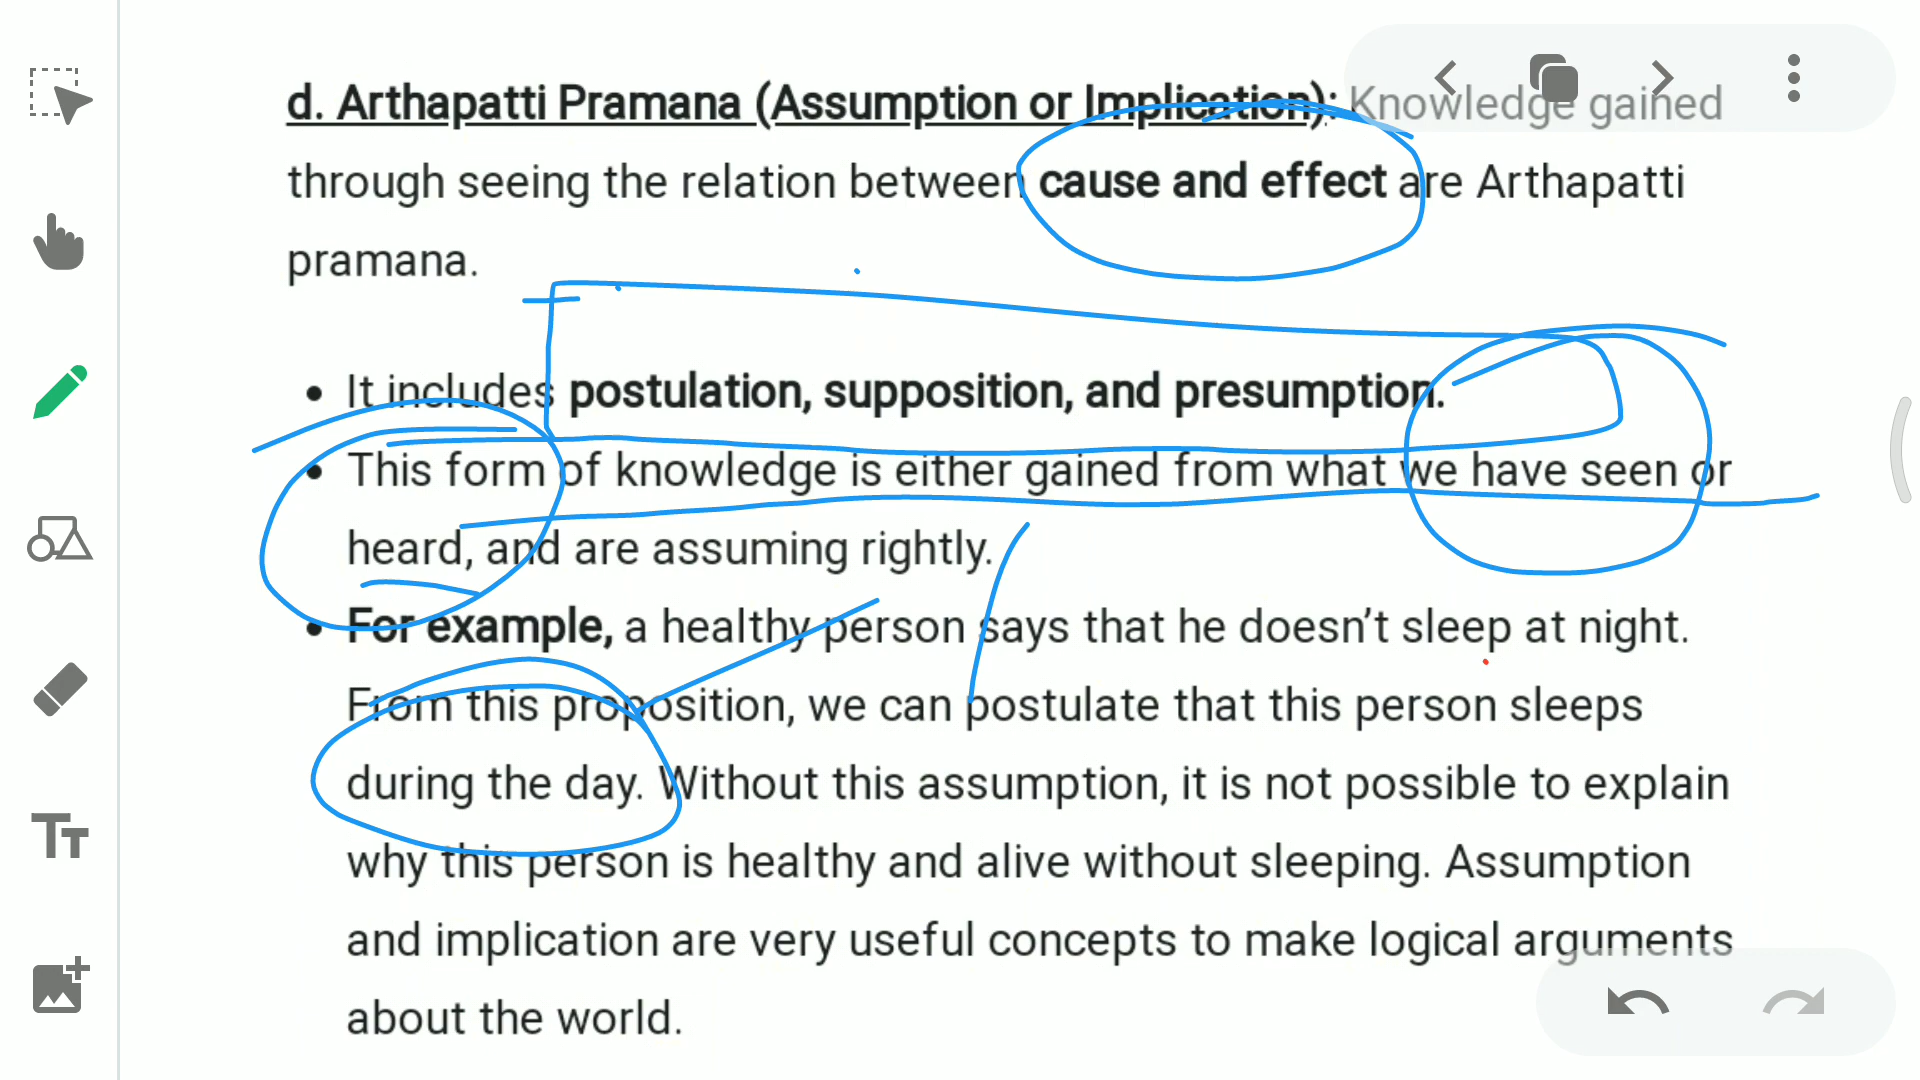 d. Arthapatti Pramana (Assumption or Implication): Knowledge gained
through seeing the relation between cause and effect are Arthapatti
pramana.
• It includes postulation, supposition, and presumption.
• This form of knowledge is either gained from what we have seen or
heard, and are assuming rightly.
• For example, a healthy person says that he doesn’t sleep at night.
From this proposition, we can postulate that this person sleeps
during the day. Without this assumption, it is not possible to explain
why this person is healthy and alive without sleeping. Assumption
and implication are very useful concepts to make logical arguments
about the world.
TT